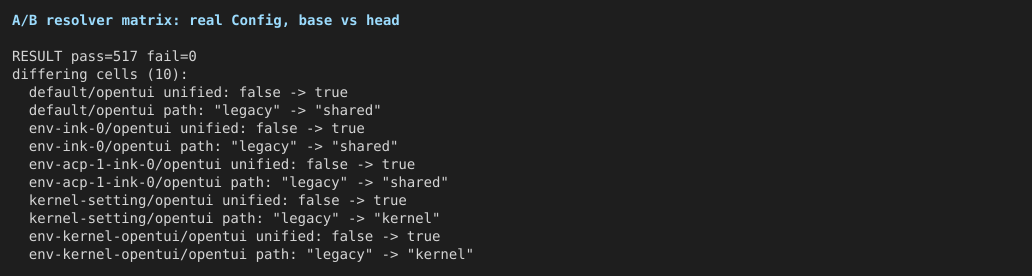 A/B resolver matrix: real Config, base vs head
RESULT pass=517 fail=0
differing cells (10):
default/opentui unified: false -> true
default/opentui path: "legacy" -> "shared"
env-ink-0/opentui unified: false -> true
env-ink-0/opentui path: "legacy" -> "shared"
env-acp-1-ink-0/opentui unified: false -> true
env-acp-1-ink-0/opentui path: "legacy" -> "shared"
kernel-setting/opentui unified: false -> true
kernel-setting/opentui path: "legacy" -> "kernel"
env-kernel-opentui/opentui unified: false -> true
env-kernel-opentui/opentui path: "legacy" -> "kernel"